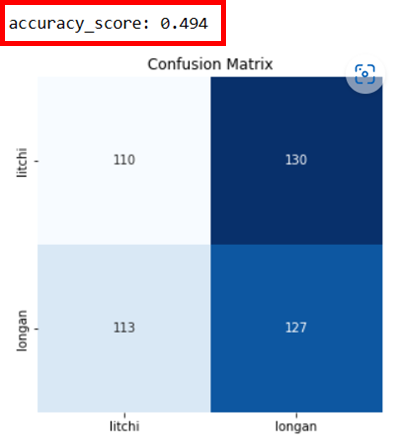 accuracy_score: 0.494
Confusion Matrix
litchi
110
130
longan
113
127
litchi
longan